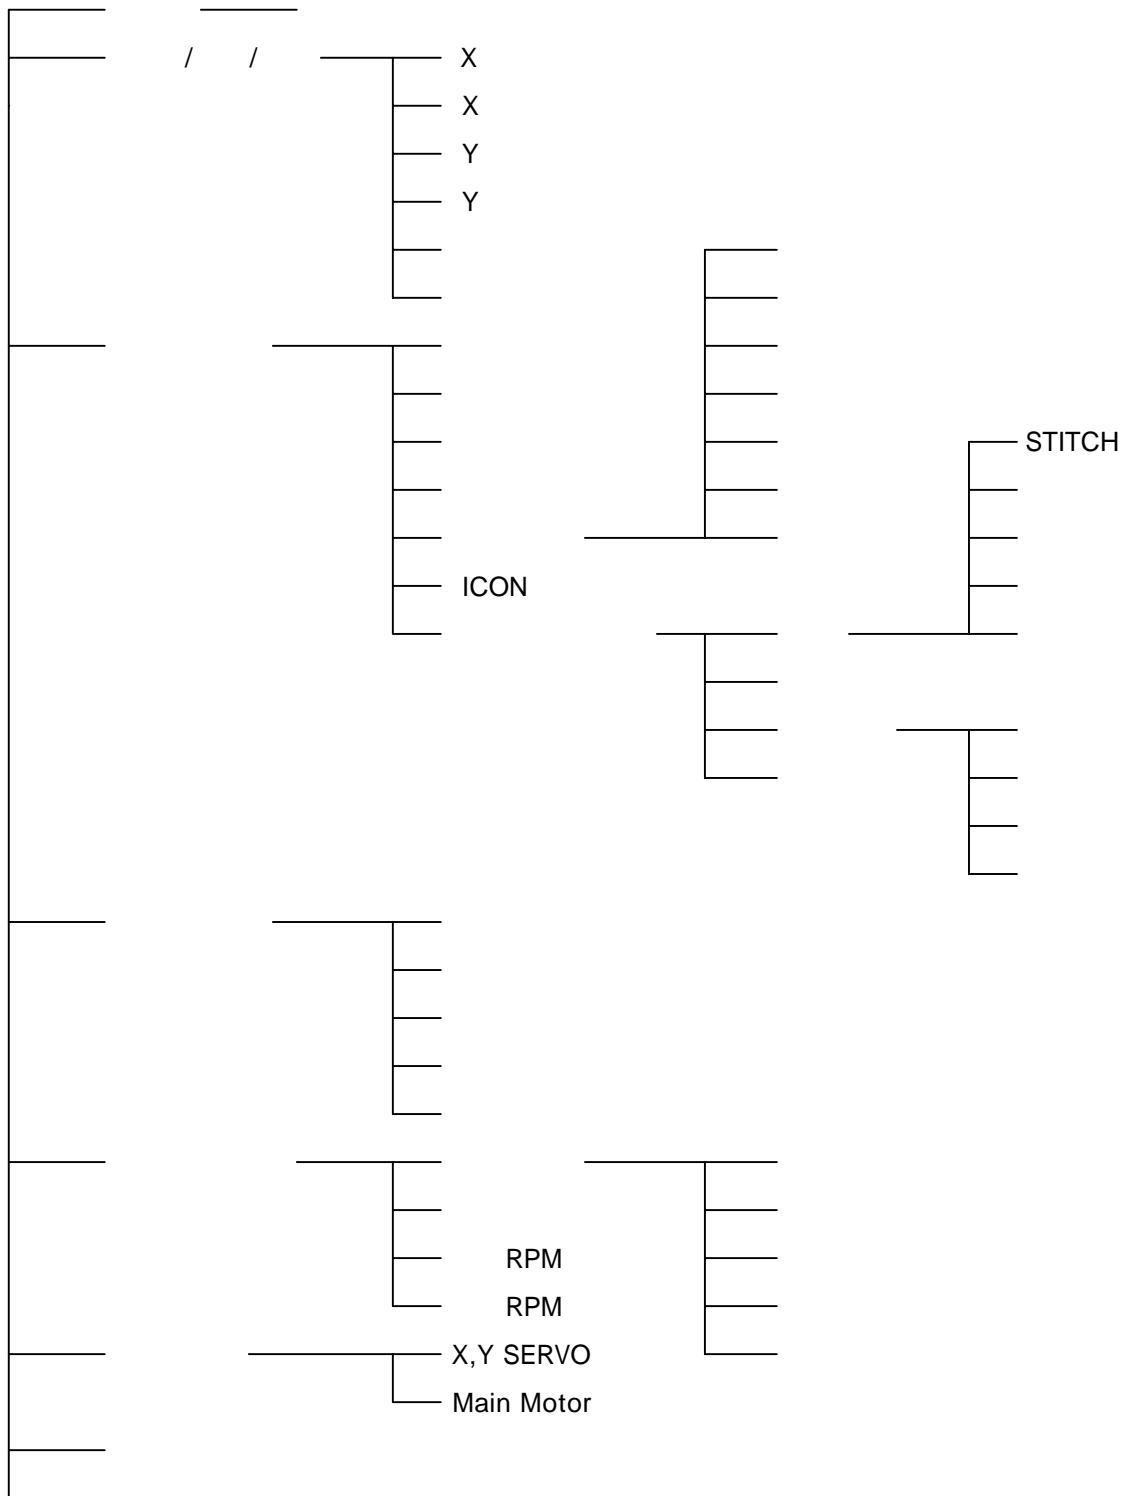 / / X
X
Y
Y
STITCH
ICON
RPM
RPM
X,Y SERVO
Main Motor